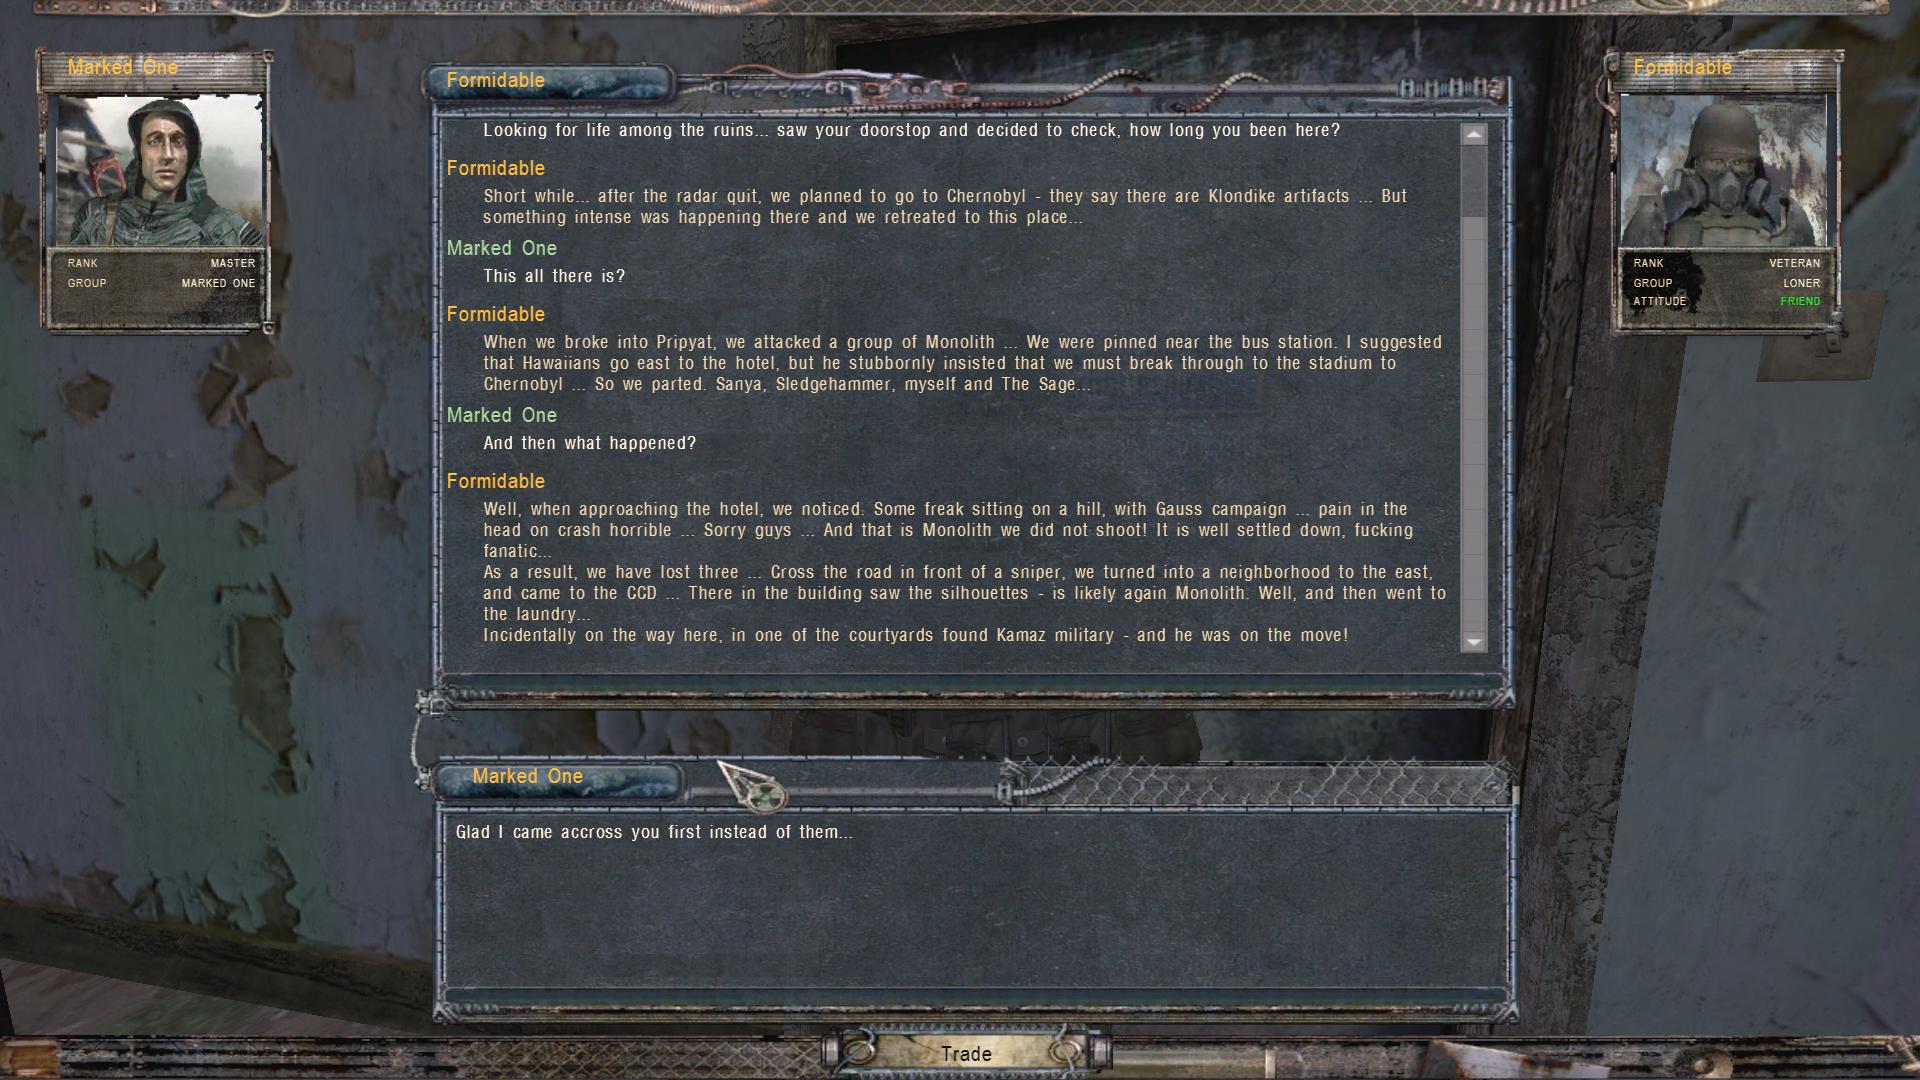 Marked One
RANK MASTER
GROUP MARKED ONE
Formidable
Looking for life among the ruins... saw your doorstop and decided to check, how long you been here?
Formidable
Short while... after the radar quit, we planned to go to Chernobyl - they say there are Klondike artifacts ... But
something intense was happening there and we retreated to this place...
Marked One
This all there is?
Formidable
When we broke into Pripyat, we attacked a group of Monolith ... We were pinned near the bus station. I suggested
that Hawaiians go east to the hotel, but he stubbornly insisted that we must break through to the stadium to
Chernobyl ... So we parted. Sanya, Sledgehammer, myself and The Sage...
Marked One
And then what happened?
Formidable
Well, when approaching the hotel, we noticed. Some freak sitting on a hill, with Gauss campaign ... pain in the
head on crash horrible ... Sorry guys ... And that is Monolith we did not shoot! It is well settled down, fucking
fanatic...
As a result, we have lost three ... Cross the road in front of a sniper, we turned into a neighborhood to the east,
and came to the CCD ... There in the building saw the silhouettes - is likely again Monolith. Well, and then went to
the laundry...
Incidentally on the way here, in one of the courtyards found Kamaz military - and he was on the move!
Formidable
RANK VETERAN
GROUP LONER
ATTITUDE FRIEND
Marked One
Glad I came accross you first instead of them...
Trade